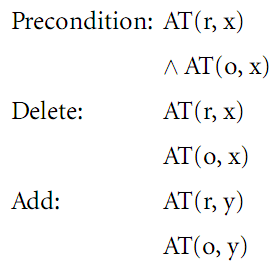 Precondition: AT(r, x)
∧ AT(o, x)
Delete: AT(r, x)
AT(o, x)
Add: AT(r, y)
AT(o, y)